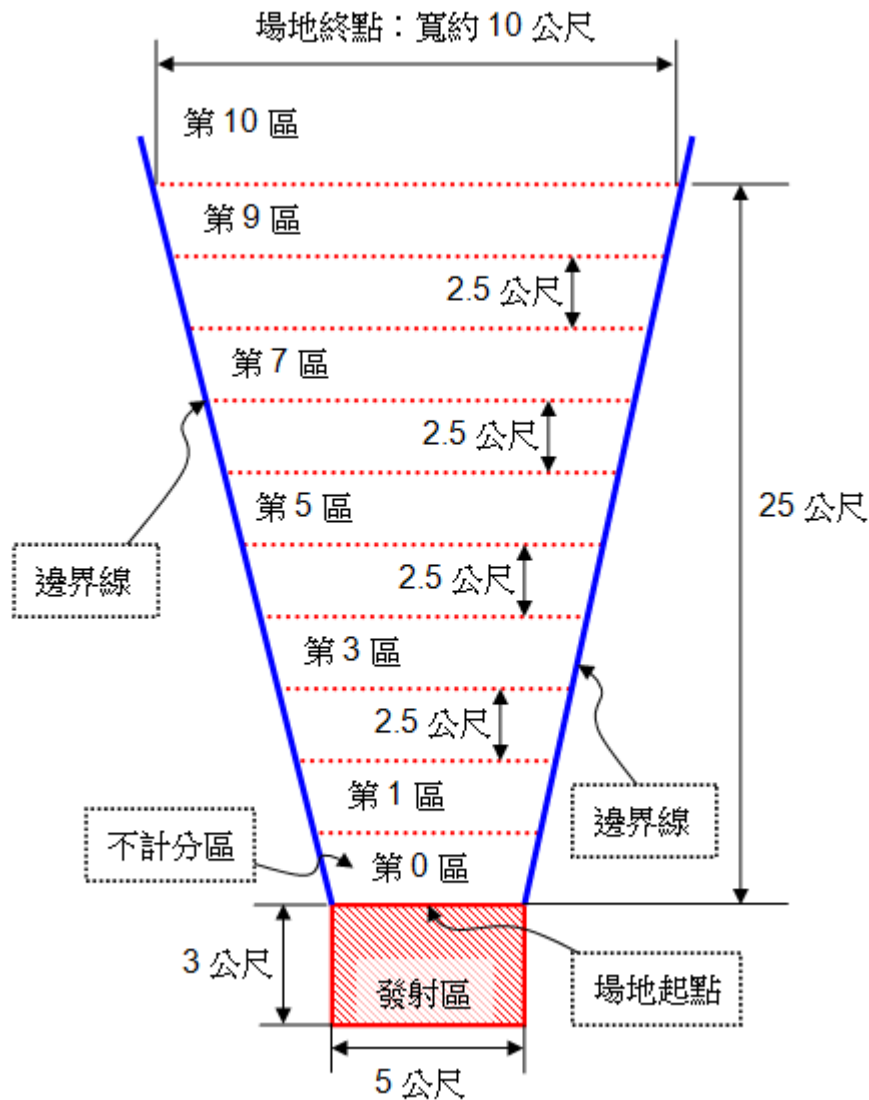 場地終點：寬約 10 公尺
第 10 區
第 9 區
2.5 公尺
第 7 區
2.5 公尺
第 5 區
25 公尺
邊界線
2.5 公尺
第 3 區
2.5 公尺
第 1 區
邊界線
不計分區
第 0 區
3 公尺
發射區
場地起點
5 公尺